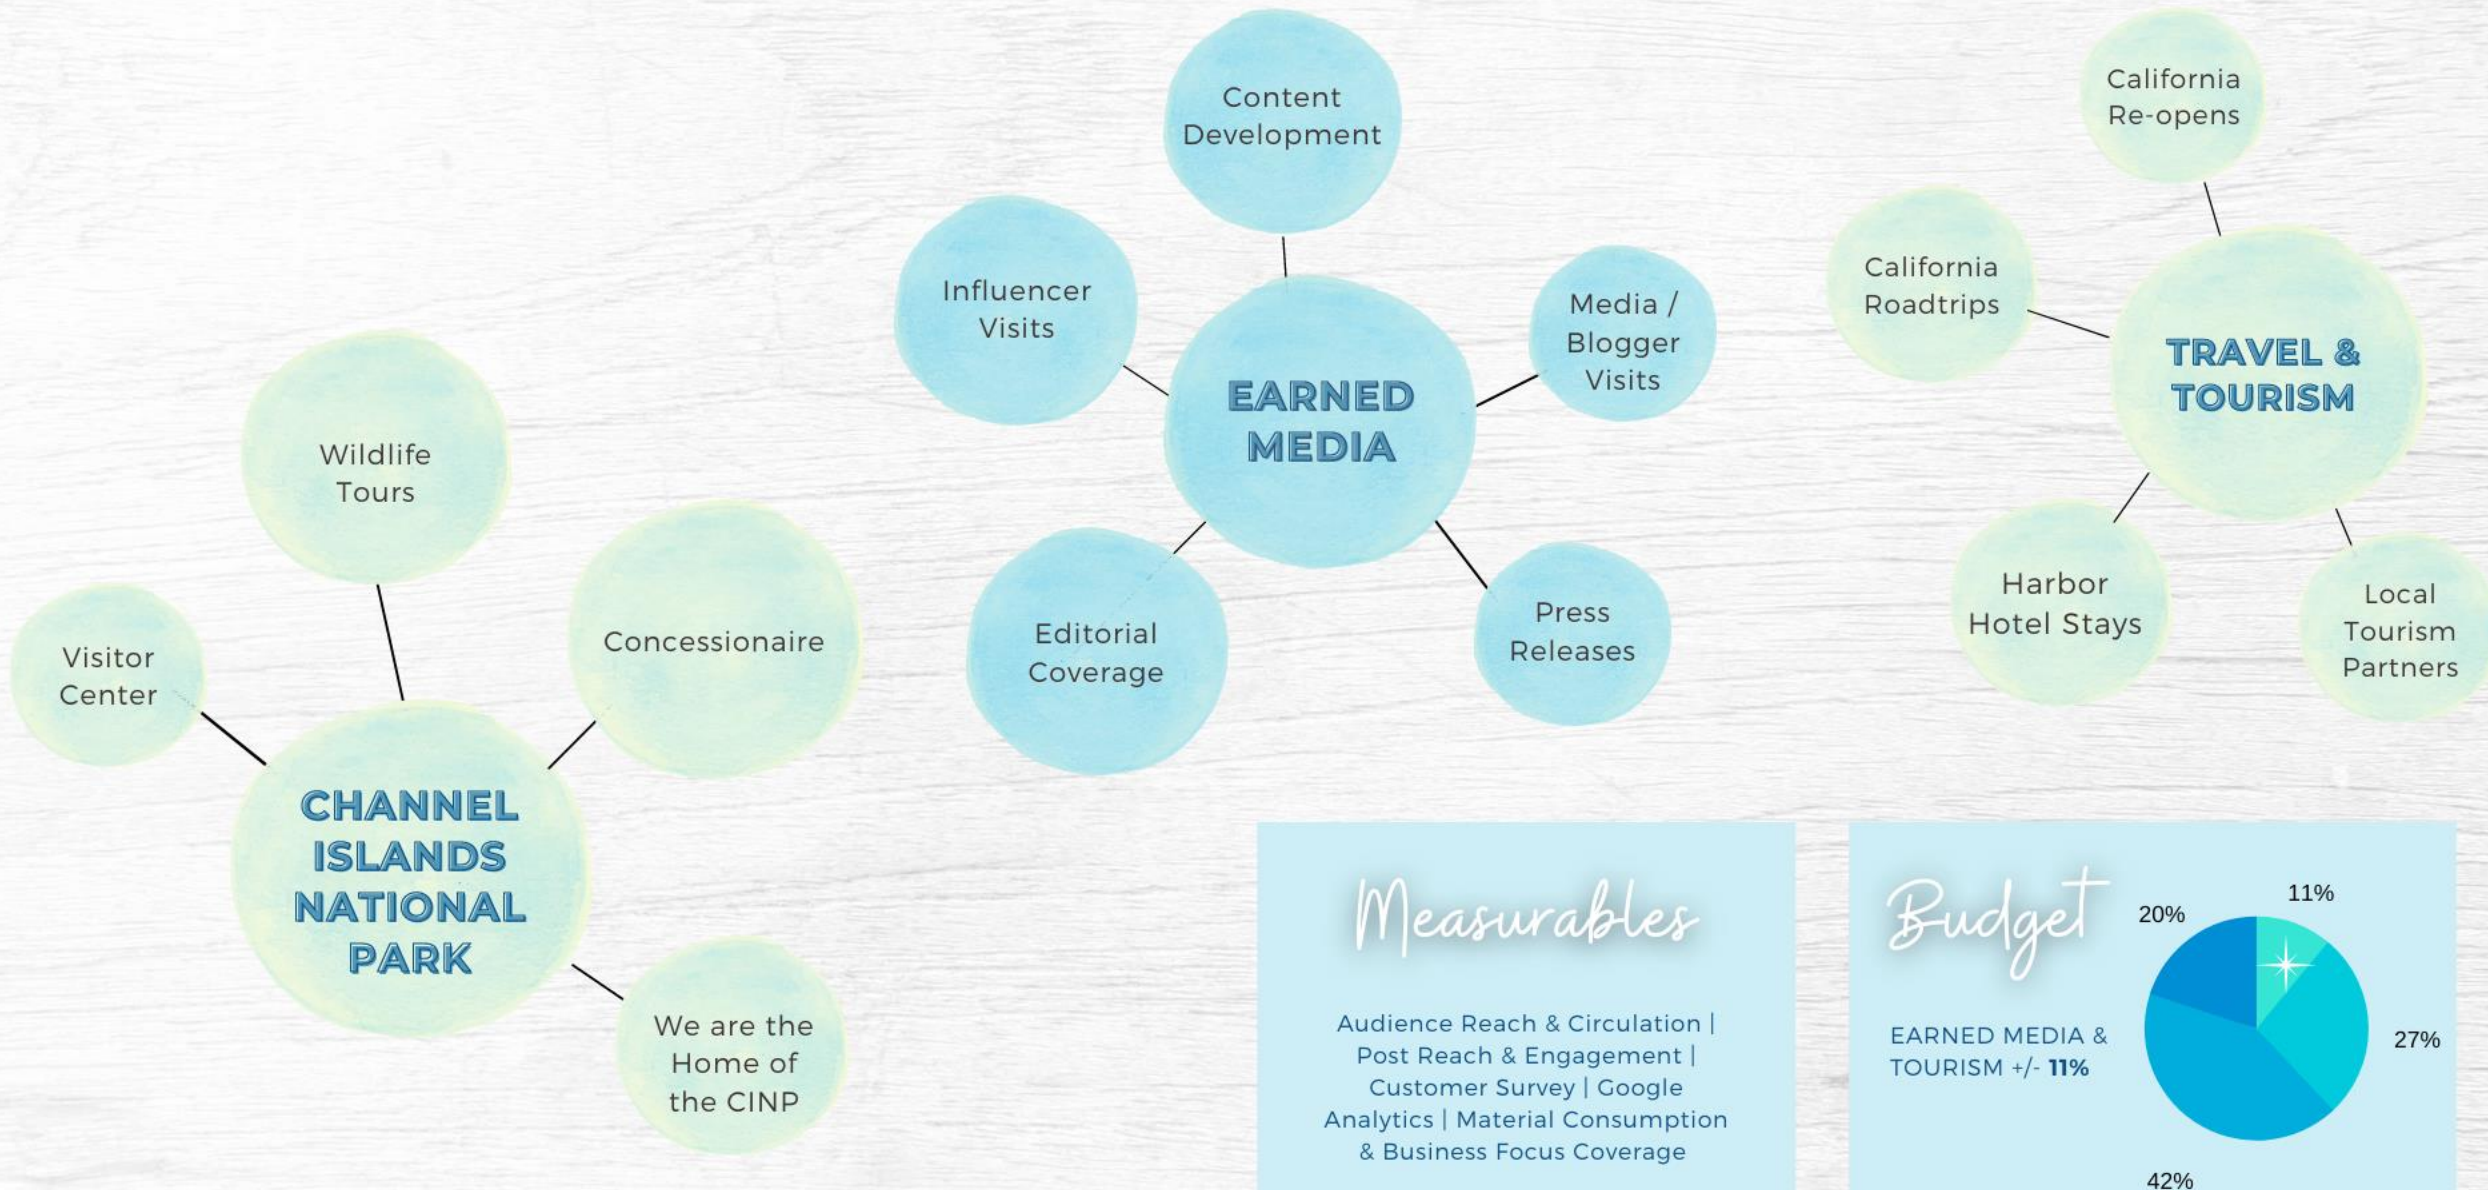 Content
Development
Influencer
Visits
Media /
Blogger
Visits
EARNED
MEDIA
Editorial
Coverage
Press
Releases
California
Re-opens
California
Roadtrips
TRAVEL &
TOURISM
Harbor
Hotel Stays
Local
Tourism
Partners
Wildlife
Tours
Visitor
Center
Concessionaire
CHANNEL
ISLANDS
NATIONAL
PARK
We are the
Home of
the CINP
Measurables
Audience Reach & Circulation |
Post Reach & Engagement |
Customer Survey | Google
Analytics | Material Consumption
& Business Focus Coverage
Budget
EARNED MEDIA &
TOURISM +/- 11%
20%
11%
27%
42%